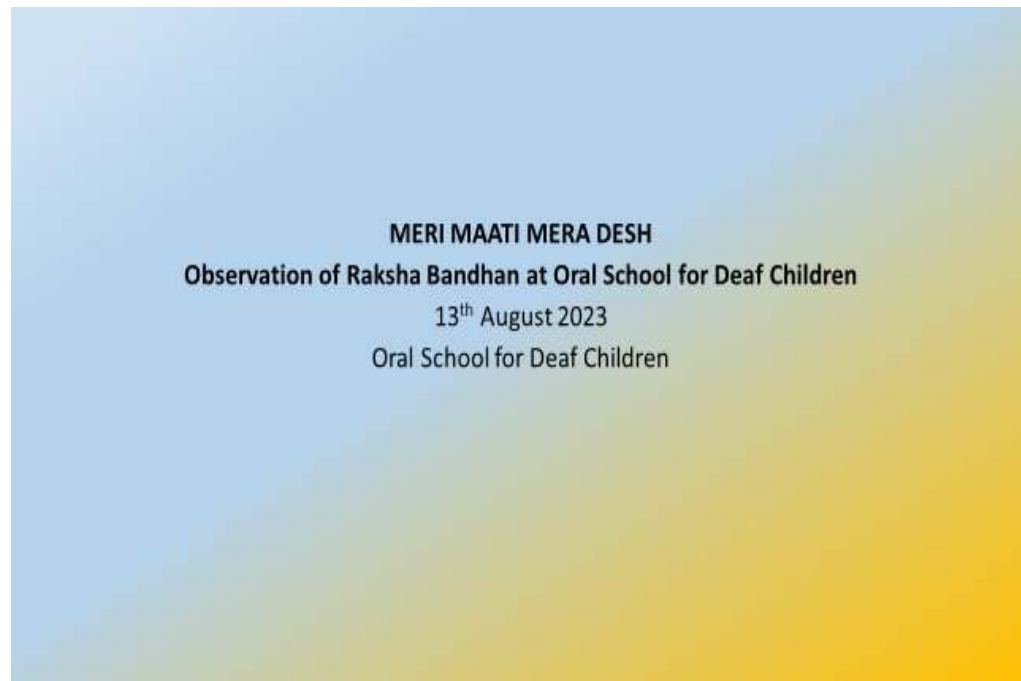 MERI MAATI MERA DESH
Observation of Raksha Bandhan at Oral School for Deaf Children
13th August 2023
Oral School for Deaf Children